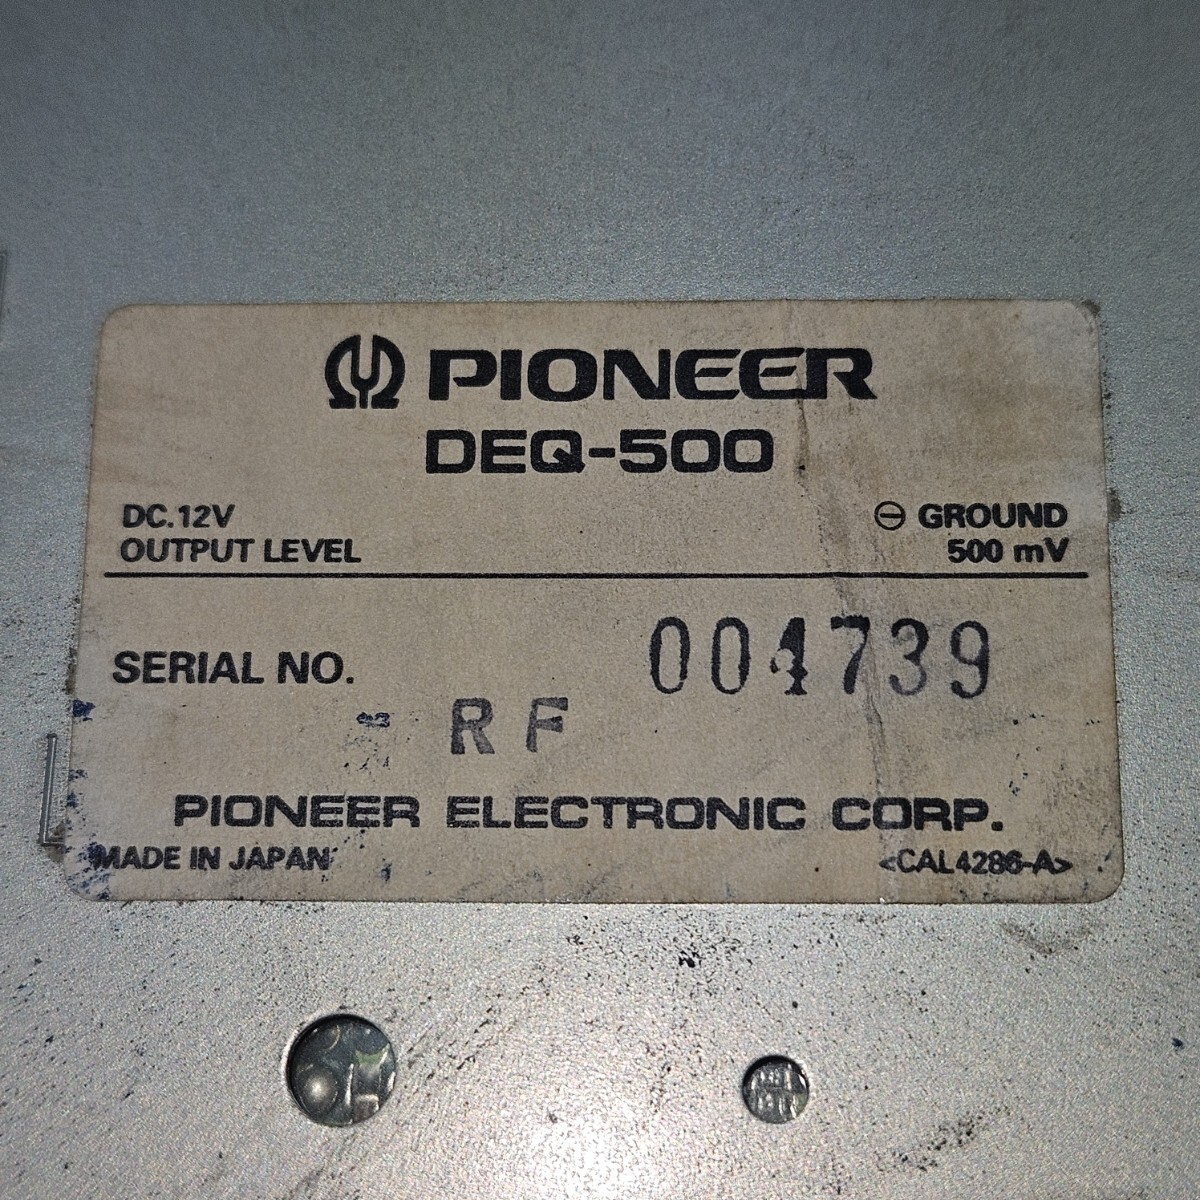 PIONEER
DEQ-500
DC.12V ⊖ GROUND
OUTPUT LEVEL 500 mV
SERIAL NO. 004739
RF
PIONEER ELECTRONIC CORP.
MADE IN JAPAN <CAL4286-A>